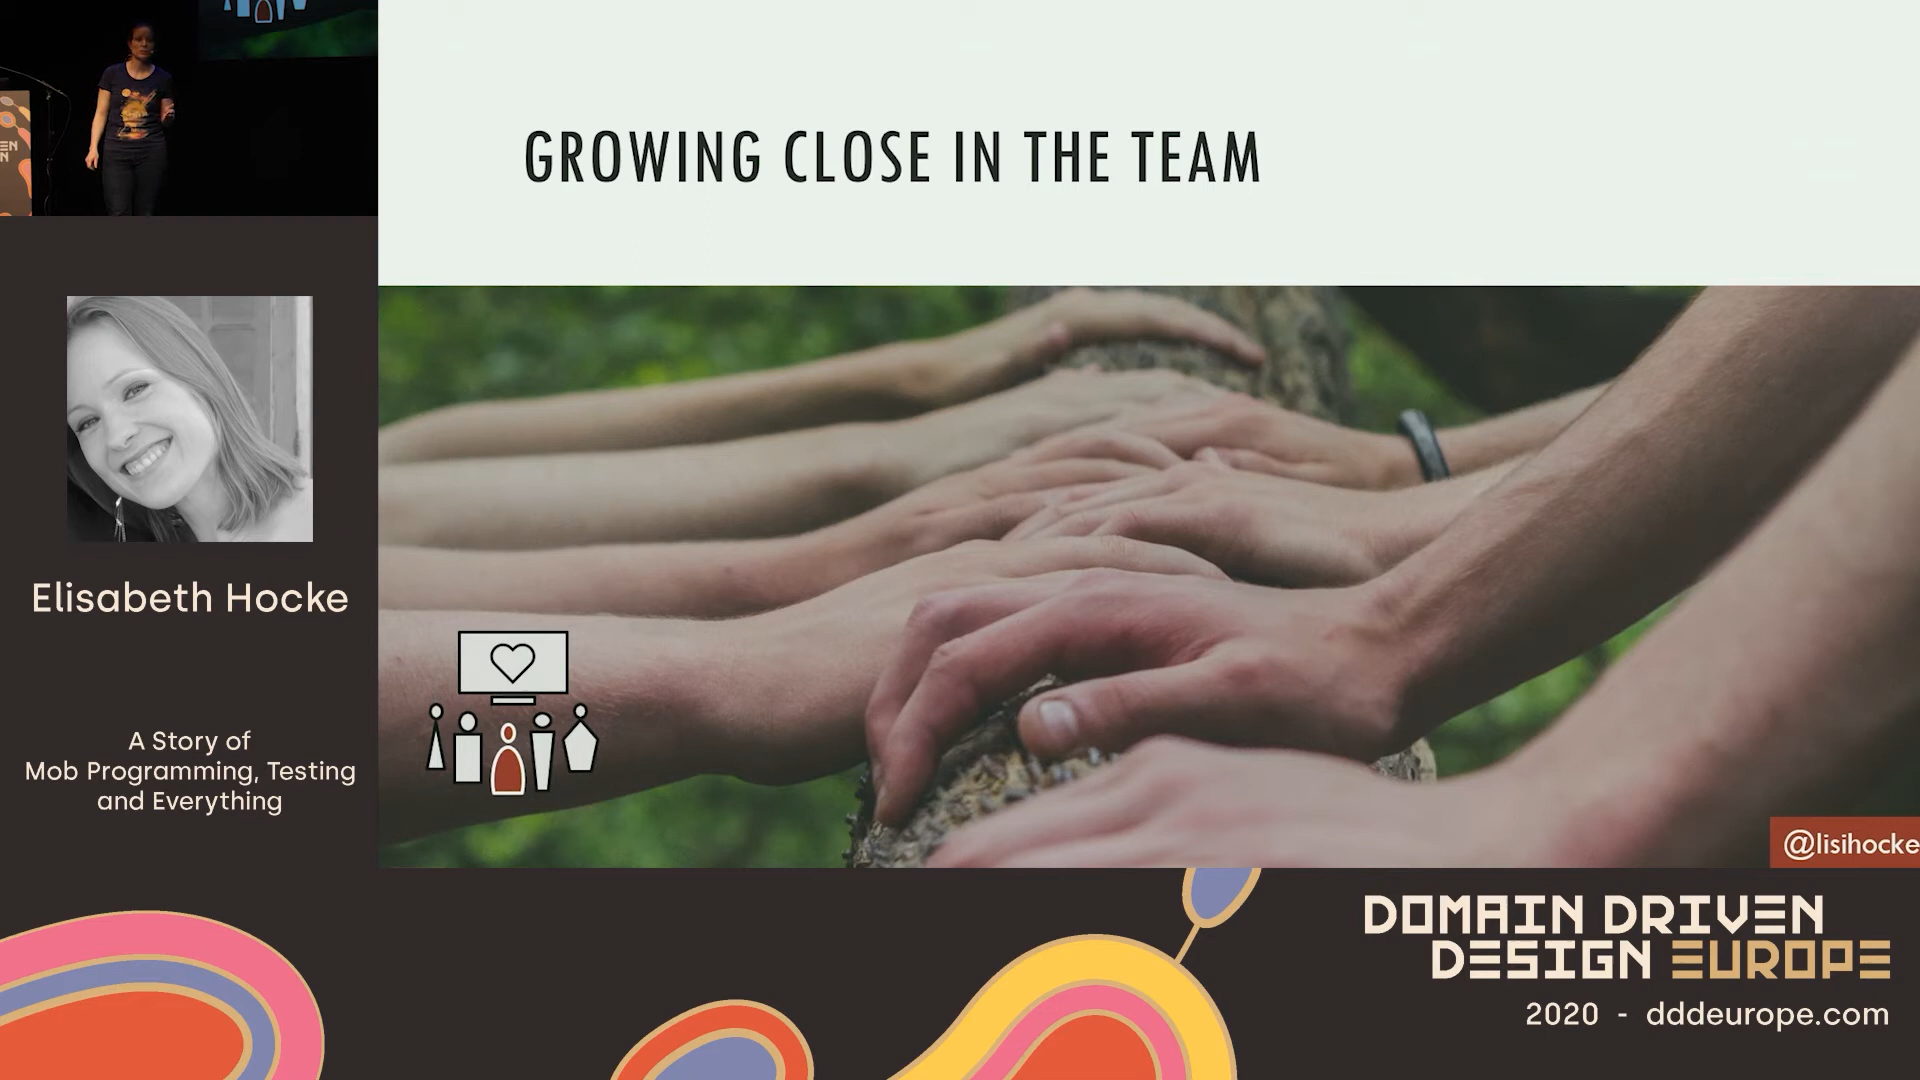 GROWING CLOSE IN THE TEAM
Elisabeth Hocke
A Story of
Mob Programming, Testing
and Everything
@lisihocke
DOMAIN DRIVEN
DESIGN EUROPE
2020 - dddeurope.com